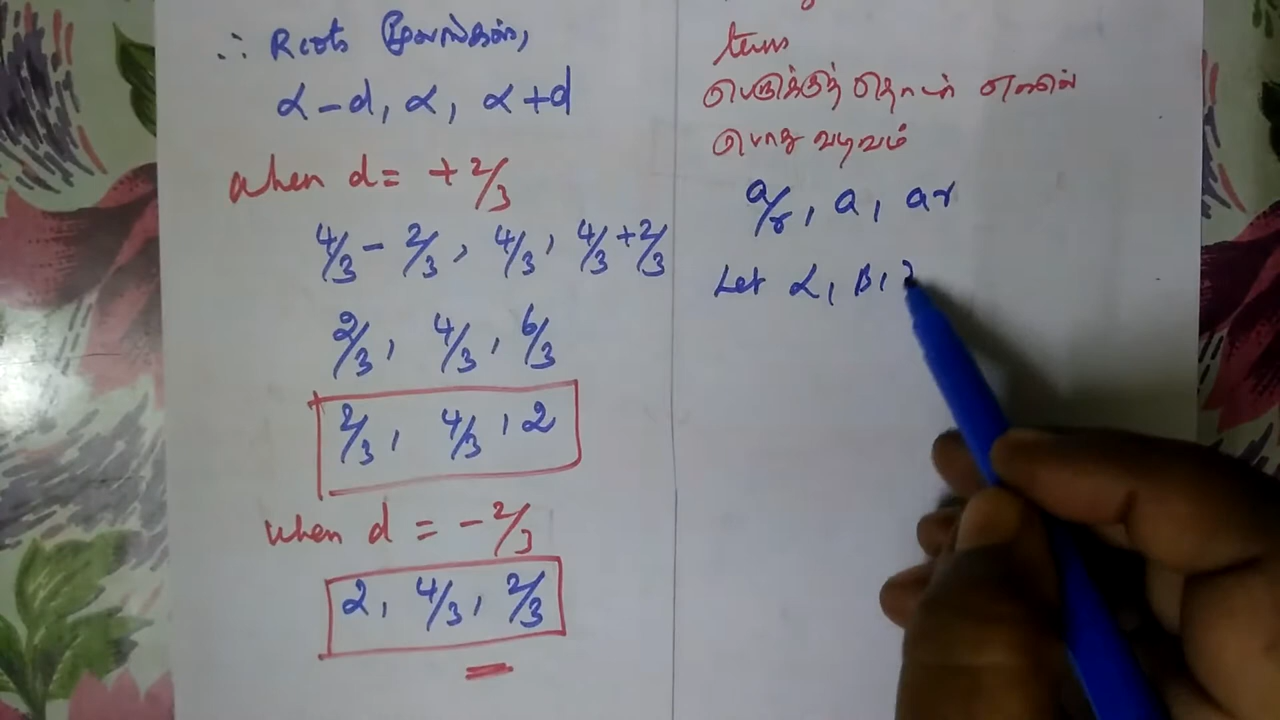 ∴ Roots மூலங்கள்,
α-d, α, α+d
when d = +2/3
4/3 - 2/3, 4/3, 4/3 + 2/3
2/3, 4/3, 6/3
2/3, 4/3, 2
when d = -2/3
2, 4/3, 2/3
term
பெருக்குத் தொடர் எனில்
பொது வடிவம்
a/r, a, ar
Let α, β,